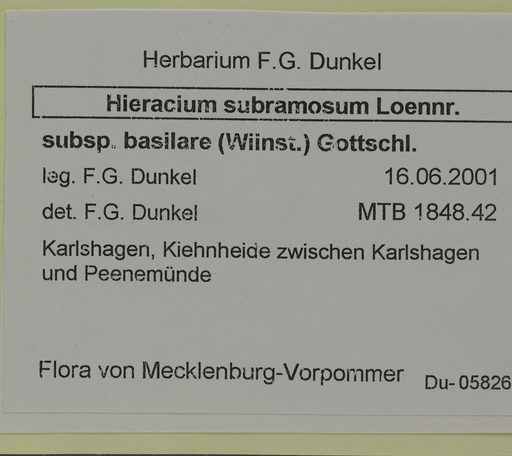 Herbarium F.G. Dunkel
Hieracium subramosum Loennr.
subsp. basilare (Wiinst.) Gottschl.
leg. F.G. Dunkel 16.06.2001
det. F.G. Dunkel MTB 1848.42
Karlshagen, Kiehnheide zwischen Karlshagen
und Peenemünde
Flora von Mecklenburg-Vorpommer
Du-05826